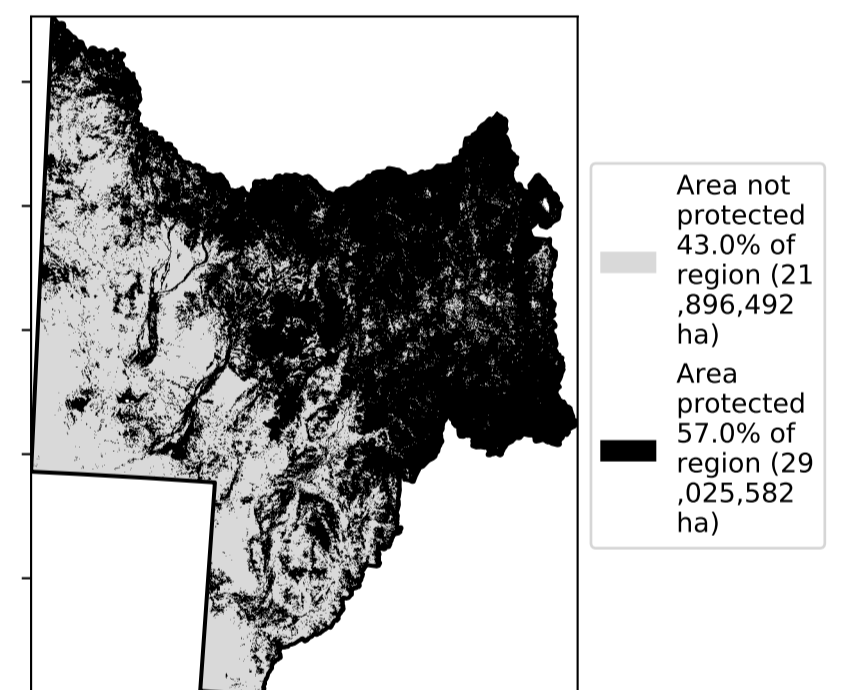 Area not
protected
43.0% of
region (21
,896,492
ha)
Area
protected
57.0% of
region (29
,025,582
ha)